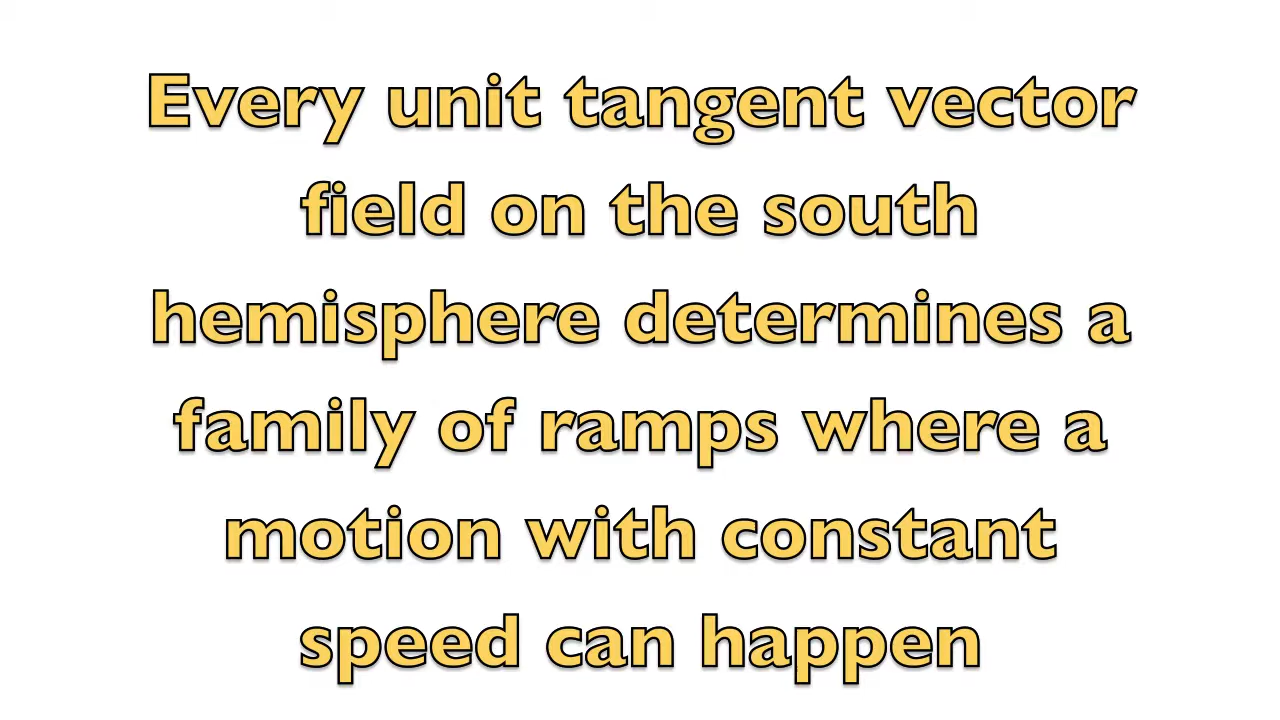 Every unit tangent vector
field on the south
hemisphere determines a
family of ramps where a
motion with constant
speed can happen